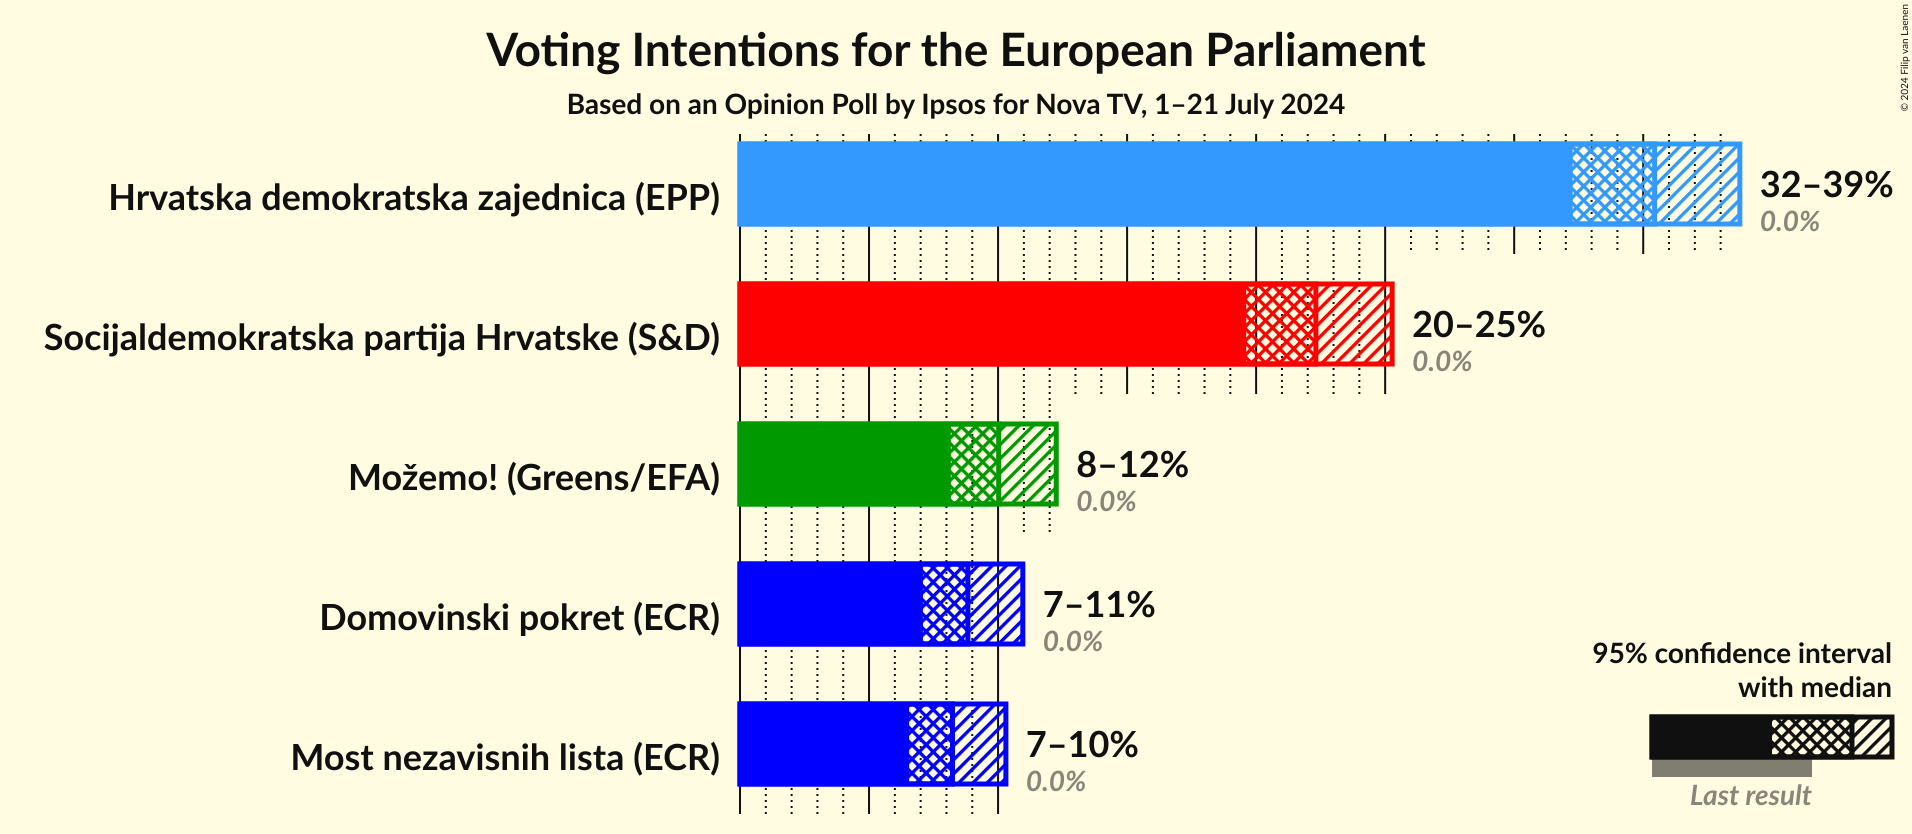 Voting Intentions for the European Parliament
Based on an Opinion Poll by Ipsos for Nova TV, 1–21 July 2024
© 2024 Filip van Laenen
Hrvatska demokratska zajednica (EPP)
32–39%
0.0%
Socijaldemokratska partija Hrvatske (S&D)
20–25%
0.0%
Možemo! (Greens/EFA)
8–12%
0.0%
Domovinski pokret (ECR)
7–11%
0.0%
Most nezavisnih lista (ECR)
7–10%
0.0%
95% confidence interval
with median
Last result